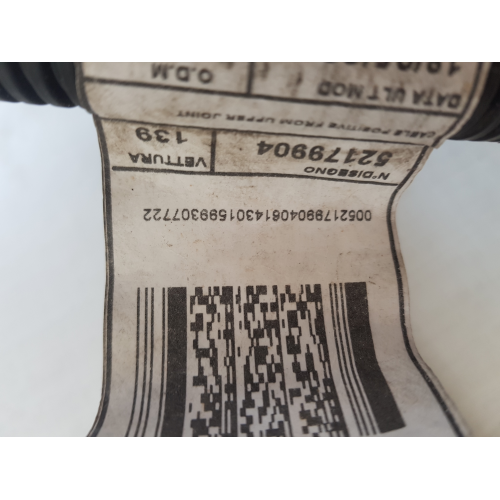 00521799040614301599307722
N°DISEGNO VETTURA
52179904 139
CABLE POSITIVE FROM UPPER JOINT
DATA ULT MOD O.D.M